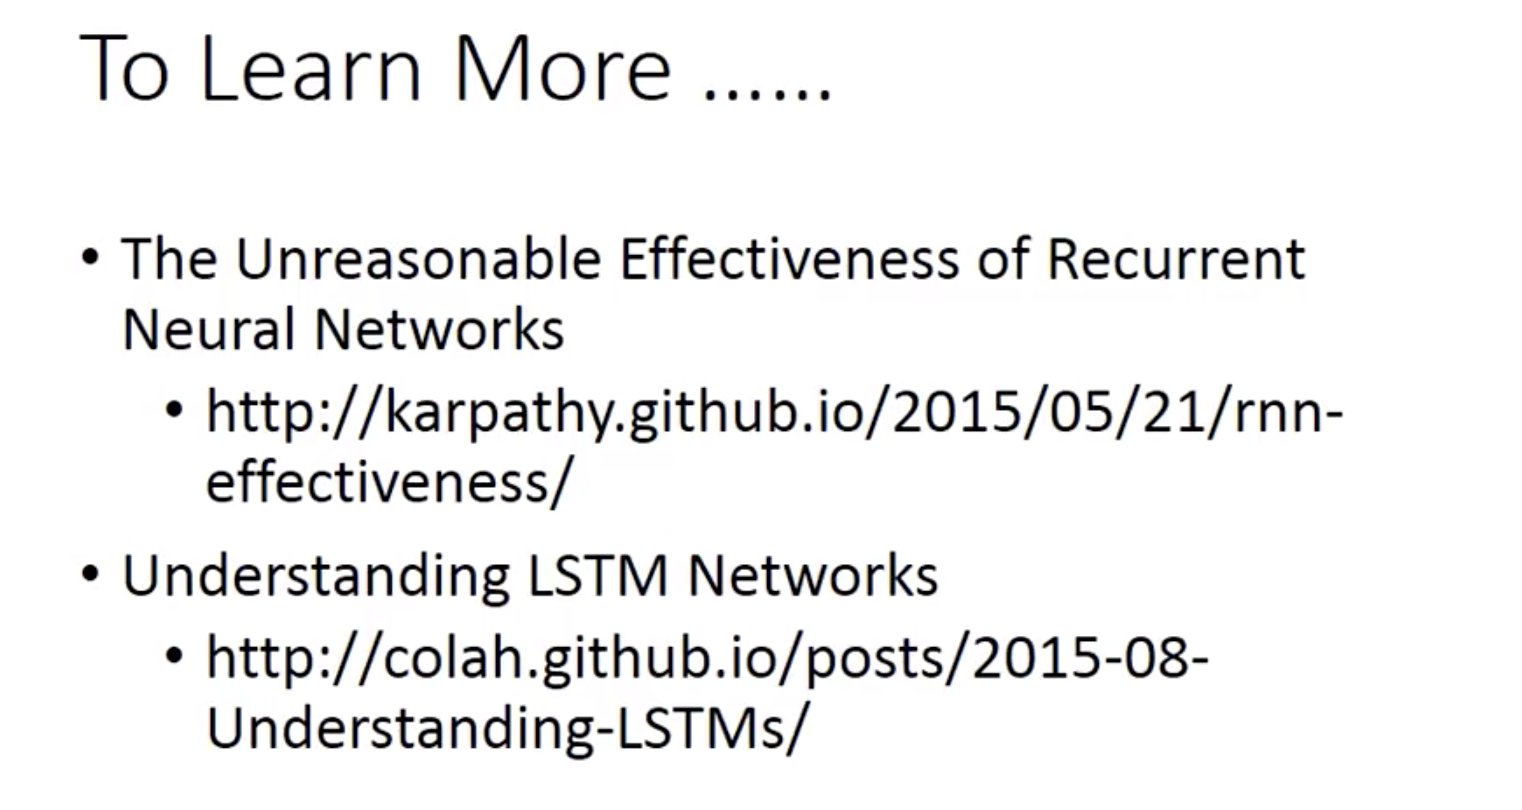 To Learn More ......
• The Unreasonable Effectiveness of Recurrent
Neural Networks
• http://karpathy.github.io/2015/05/21/rnn-
effectiveness/
• Understanding LSTM Networks
• http://colah.github.io/posts/2015-08-
Understanding-LSTMs/